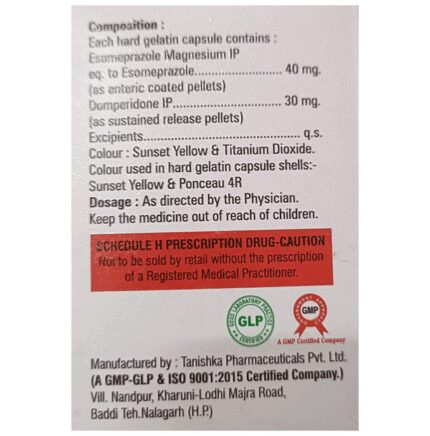 Composition :
Each hard gelatin capsule contains :
Esomeprazole Magnesium IP
eq. to Esomeprazole........................ 40 mg.
(as enteric coated pellets)
Domperidone IP............................... 30 mg.
(as sustained release pellets)
Excipients........................................... q.s.
Colour : Sunset Yellow & Titanium Dioxide.
Colour used in hard gelatin capsule shells:-
Sunset Yellow & Ponceau 4R
Dosage : As directed by the Physician.
Keep the medicine out of reach of children.
SCHEDULE H PRESCRIPTION DRUG-CAUTION
Not to be sold by retail without the prescription
of a Registered Medical Practitioner.
GOOD LABORATORY PRACTICE
GLP
CERTIFIED
GMP
A GMP Certified Company
Manufactured by : Tanishka Pharmaceuticals Pvt. Ltd.
(A GMP-GLP & ISO 9001:2015 Certified Company.)
Vill. Nandpur, Kharuni-Lodhi Majra Road,
Baddi Teh.Nalagarh (H.P.)